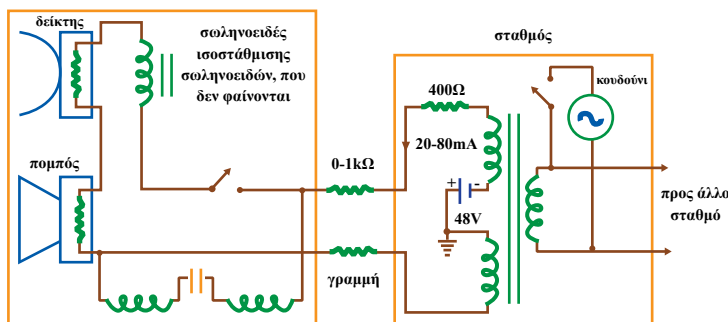 δείκτης
σωληνοειδές
ισοστάθμισης
σωληνοειδών, που
δεν φαίνονται
πομπός
0-1kΩ
γραμμή
σταθμός
400Ω
κουδούνι
20-80mA
+ -
48V
προς άλλο
σταθμό